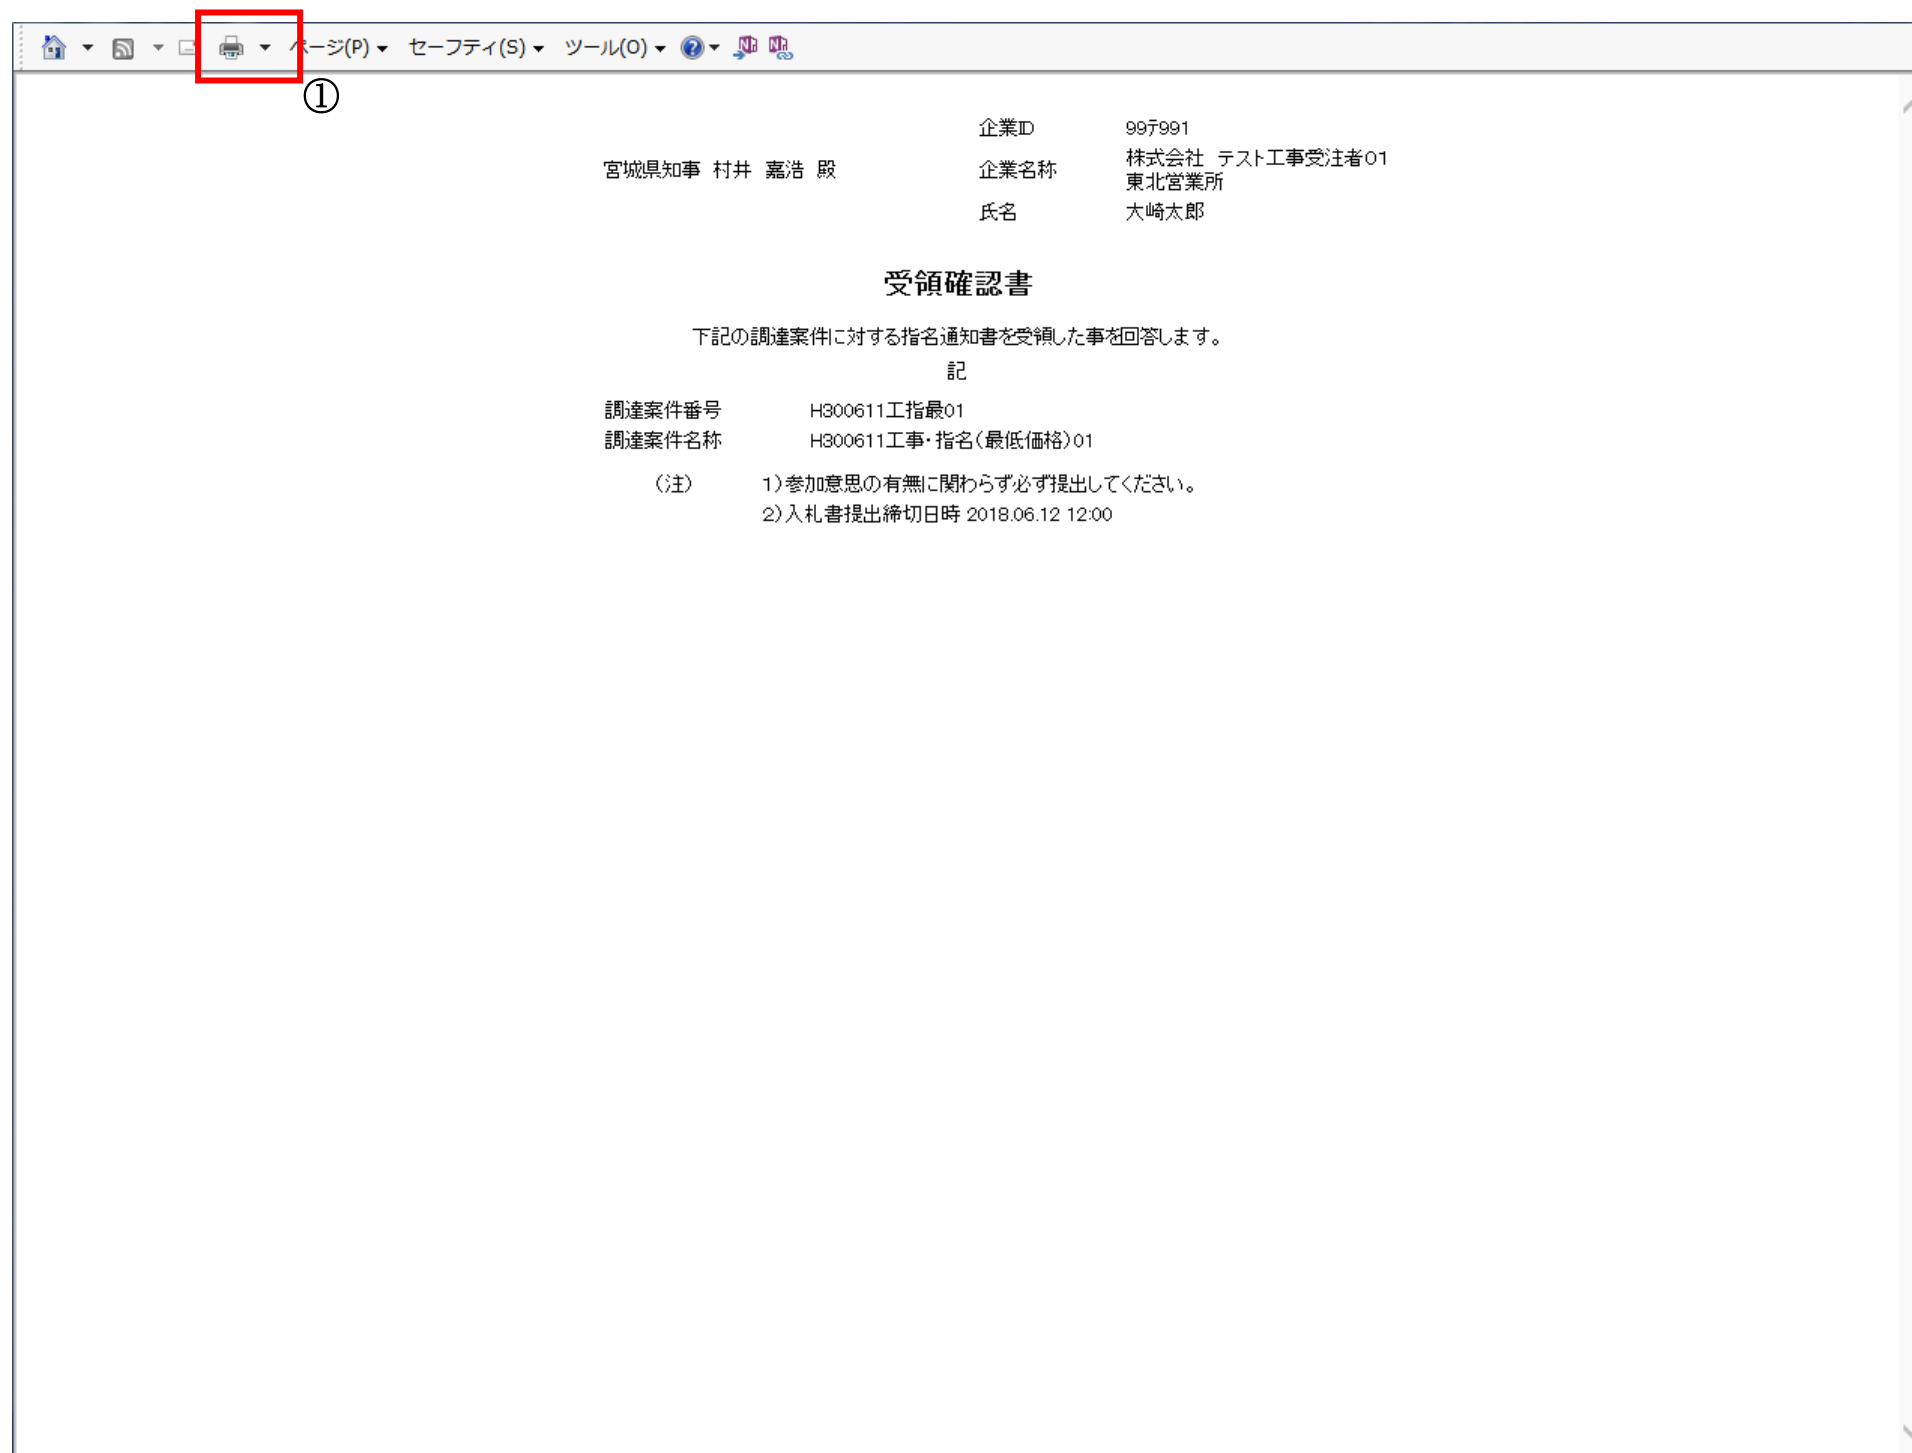 ページ(P) セーフティ(S) ツール(O)
①
企業ID 99テ991
宮城県知事 村井 嘉浩 殿
企業名称 株式会社 テスト工事受注者01
東北営業所
氏名 大崎太郎
受領確認書
下記の調達案件に対する指名通知書を受領した事を回答します。
記
調達案件番号 H300611工指最01
調達案件名称 H300611工事・指名(最低価格)01
(注) 1)参加意思の有無に関わらず必ず提出してください。
2)入札書提出締切日時 2018.06.12 12:00